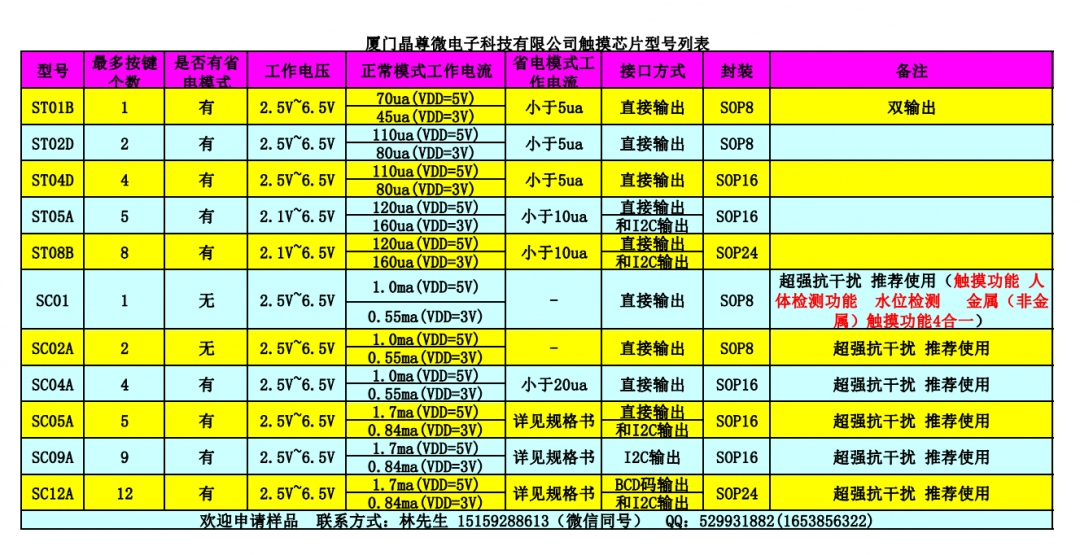 厦门晶尊微电子科技有限公司触摸芯片型号列表
型号 最多按键个数 是否有省电模式 工作电压 正常模式工作电流 省电模式工作电流 接口方式 封装 备注
ST01B 1 有 2.5V~6.5V 70ua(VDD=5V) 45ua(VDD=3V) 小于5ua 直接输出 SOP8 双输出
ST02D 2 有 2.5V~6.5V 110ua(VDD=5V) 80ua(VDD=3V) 小于5ua 直接输出 SOP8
ST04D 4 有 2.5V~6.5V 110ua(VDD=5V) 80ua(VDD=3V) 小于5ua 直接输出 SOP16
ST05A 5 有 2.1V~6.5V 120ua(VDD=5V) 160ua(VDD=3V) 小于10ua 直接输出 和I2C输出 SOP16
ST08B 8 有 2.1V~6.5V 120ua(VDD=5V) 160ua(VDD=3V) 小于10ua 直接输出 和I2C输出 SOP24
SC01 1 无 2.5V~6.5V 1.0ma(VDD=5V) 0.55ma(VDD=3V) - 直接输出 SOP8 超强抗干扰 推荐使用（触摸功能 人体检测功能 水位检测 金属（非金属）触摸功能4合一）
SC02A 2 无 2.5V~6.5V 1.0ma(VDD=5V) 0.55ma(VDD=3V) - 直接输出 SOP8 超强抗干扰 推荐使用
SC04A 4 有 2.5V~6.5V 1.0ma(VDD=5V) 0.55ma(VDD=3V) 小于20ua 直接输出 SOP16 超强抗干扰 推荐使用
SC05A 5 有 2.5V~6.5V 1.7ma(VDD=5V) 0.84ma(VDD=3V) 详见规格书 直接输出 和I2C输出 SOP16 超强抗干扰 推荐使用
SC09A 9 有 2.5V~6.5V 1.7ma(VDD=5V) 0.84ma(VDD=3V) 详见规格书 I2C输出 SOP16 超强抗干扰 推荐使用
SC12A 12 有 2.5V~6.5V 1.7ma(VDD=5V) 0.84ma(VDD=3V) 详见规格书 BCD码输出 和I2C输出 SOP24 超强抗干扰 推荐使用
欢迎申请样品 联系方式：林先生 15159288613（微信同号） QQ：529931882(1653856322)